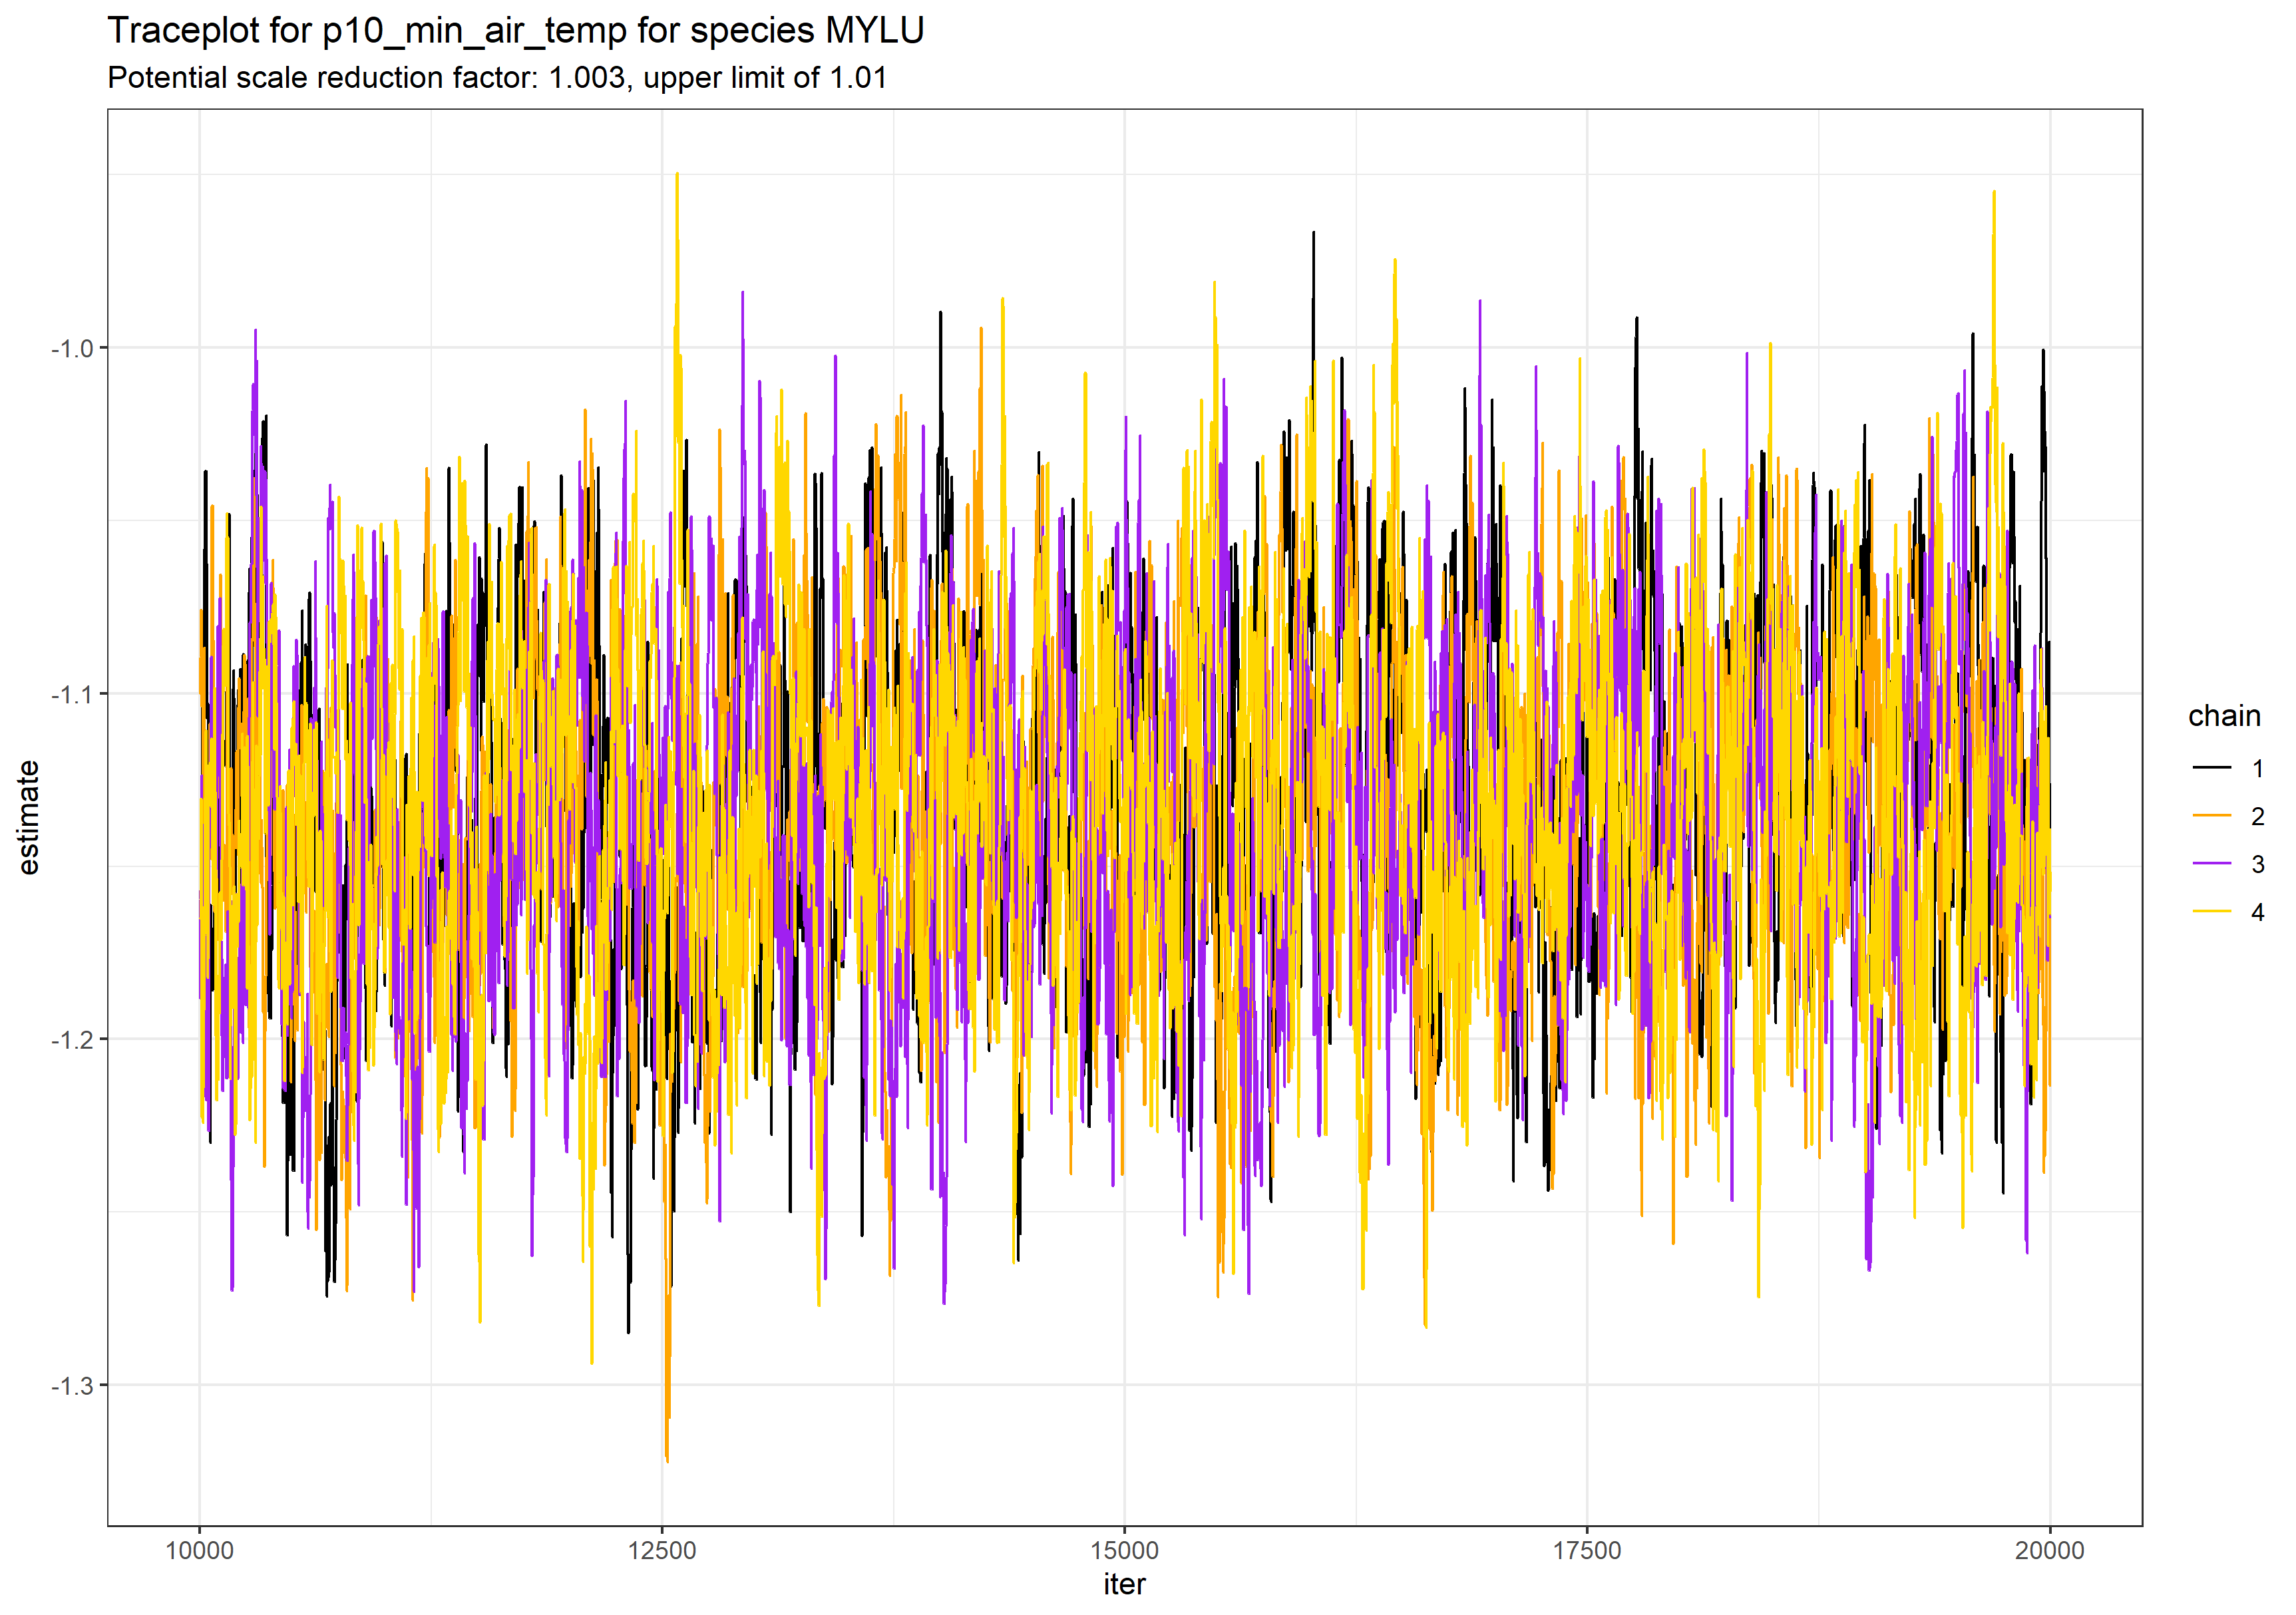 Traceplot for p10_min_air_temp for species MYLU
Potential scale reduction factor: 1.003, upper limit of 1.01
-1.0
-1.1
-1.2
-1.3
estimate
10000 12500 15000 17500 20000
iter
chain
1
2
3
4